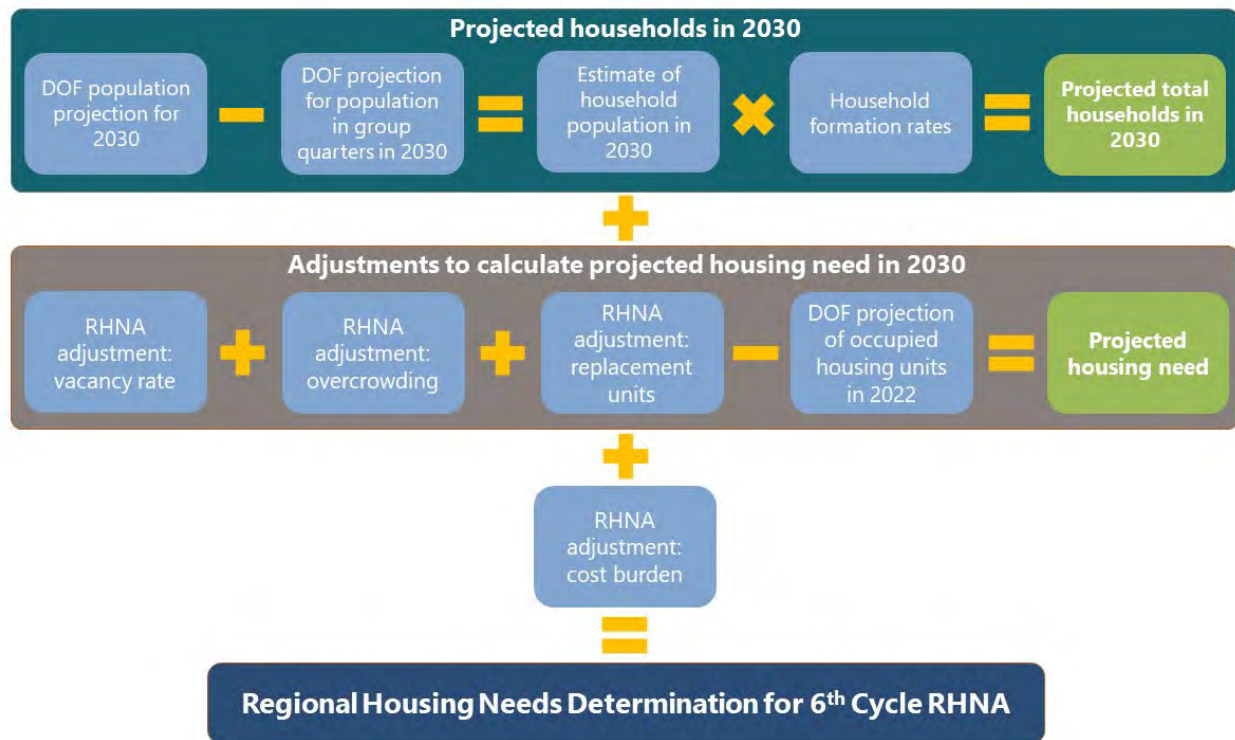 Projected households in 2030
DOF population
projection for
2030
DOF projection
for population
in group
quarters in 2030
Estimate of
household
population in
2030
Household
formation rates
Projected total
households in
2030
Adjustments to calculate projected housing need in 2030
RHNA
adjustment:
vacancy rate
RHNA
adjustment:
overcrowding
RHNA
adjustment:
replacement
units
DOF projection
of occupied
housing units
in 2022
Projected
housing need
RHNA
adjustment:
cost burden
Regional Housing Needs Determination for 6th Cycle RHNA